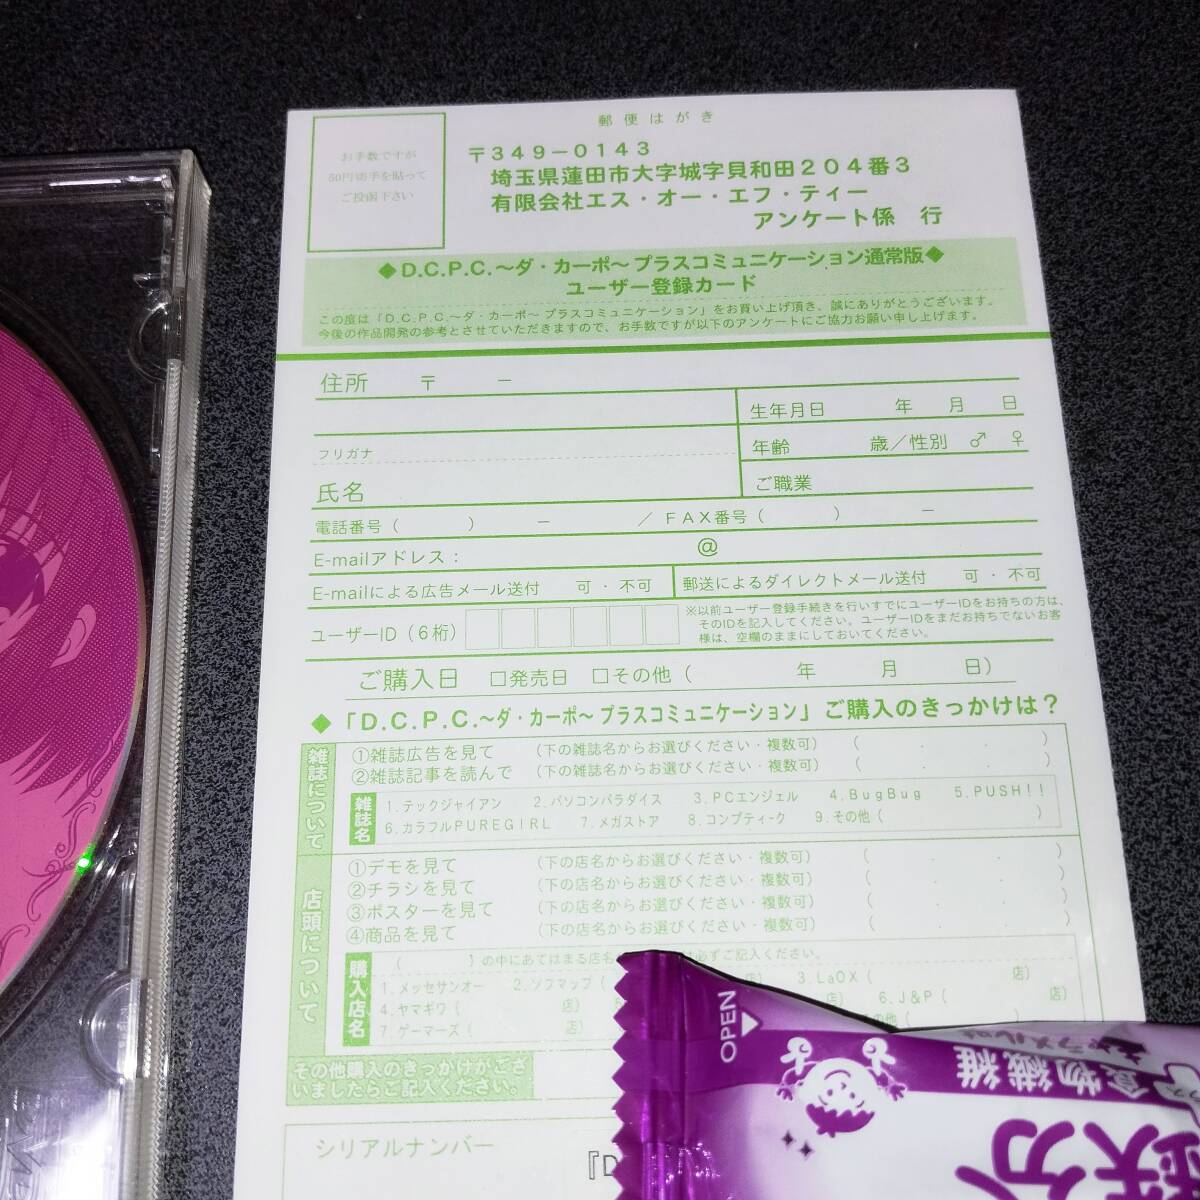 郵便はがき
お手数ですが
50円切手を貼って
ご投函下さい
〒349－0143
埼玉県蓮田市大字城字貝和田204番3
有限会社エス・オー・エフ・ティー
アンケート係 行
◆D.C.P.C.～ダ・カーポ～ プラスコミュニケーション通常版◆
ユーザー登録カード
この度は「D.C.P.C.～ダ・カーポ～ プラスコミュニケーション」をお買い上げ頂き、誠にありがとうございます。
今後の作品開発の参考とさせていただきますので、お手数ですが以下のアンケートにご協力お願い申し上げます。
住所 〒 －
生年月日 年 月 日
フリガナ
年齢 歳／性別 ♂ ♀
氏名
ご職業
電話番号（ ） － ／ FAX番号（ ） －
E-mailアドレス： @
E-mailによる広告メール送付 可・不可
郵送によるダイレクトメール送付 可・不可
ユーザーID（6桁）
※以前ユーザー登録手続きを行いすでにユーザーIDをお持ちの方は、
そのIDを記入してください。ユーザーIDをまだお持ちでないお客
様は、空欄のままにしておいてください。
ご購入日 □発売日 □その他（ 年 月 日）
◆「D.C.P.C.～ダ・カーポ～ プラスコミュニケーション」ご購入のきっかけは？
雑誌について
①雑誌広告を見て （下の雑誌名からお選びください・複数可） （ . . ）
②雑誌記事を読んで （下の雑誌名からお選びください・複数可） （ . . ）
雑誌名
1.テックジャイアン 2.パソコンパラダイス 3.PCエンジェル 4.BugBug 5.PUSH!!
6.カラフルPUREGIRL 7.メガストア 8.コンプティーク 9.その他（ ）
店頭について
①デモを見て （下の店名からお選びください・複数可） （ . . ）
②チラシを見て （下の店名からお選びください・複数可） （ . . ）
③ポスターを見て （下の店名からお選びください・複数可） （ . . ）
④商品を見て （下の店名からお選びください・複数可） （ . . ）
購入店名
（ ）の中にあてはまる店名 必ずご記入ください。
1.メッセサンオー 2.ソフマップ（ 店） 3.LaOX（ 店）
4.ヤマギワ（ 店） 店） 6.J&P（ 店）
7.ゲーマーズ（ 店） その他（ ）
その他購入のきっかけがござ
いましたらご記入ください。
シリアルナンバー
『D
OPEN
食物繊維
キャラメル味
鉄分